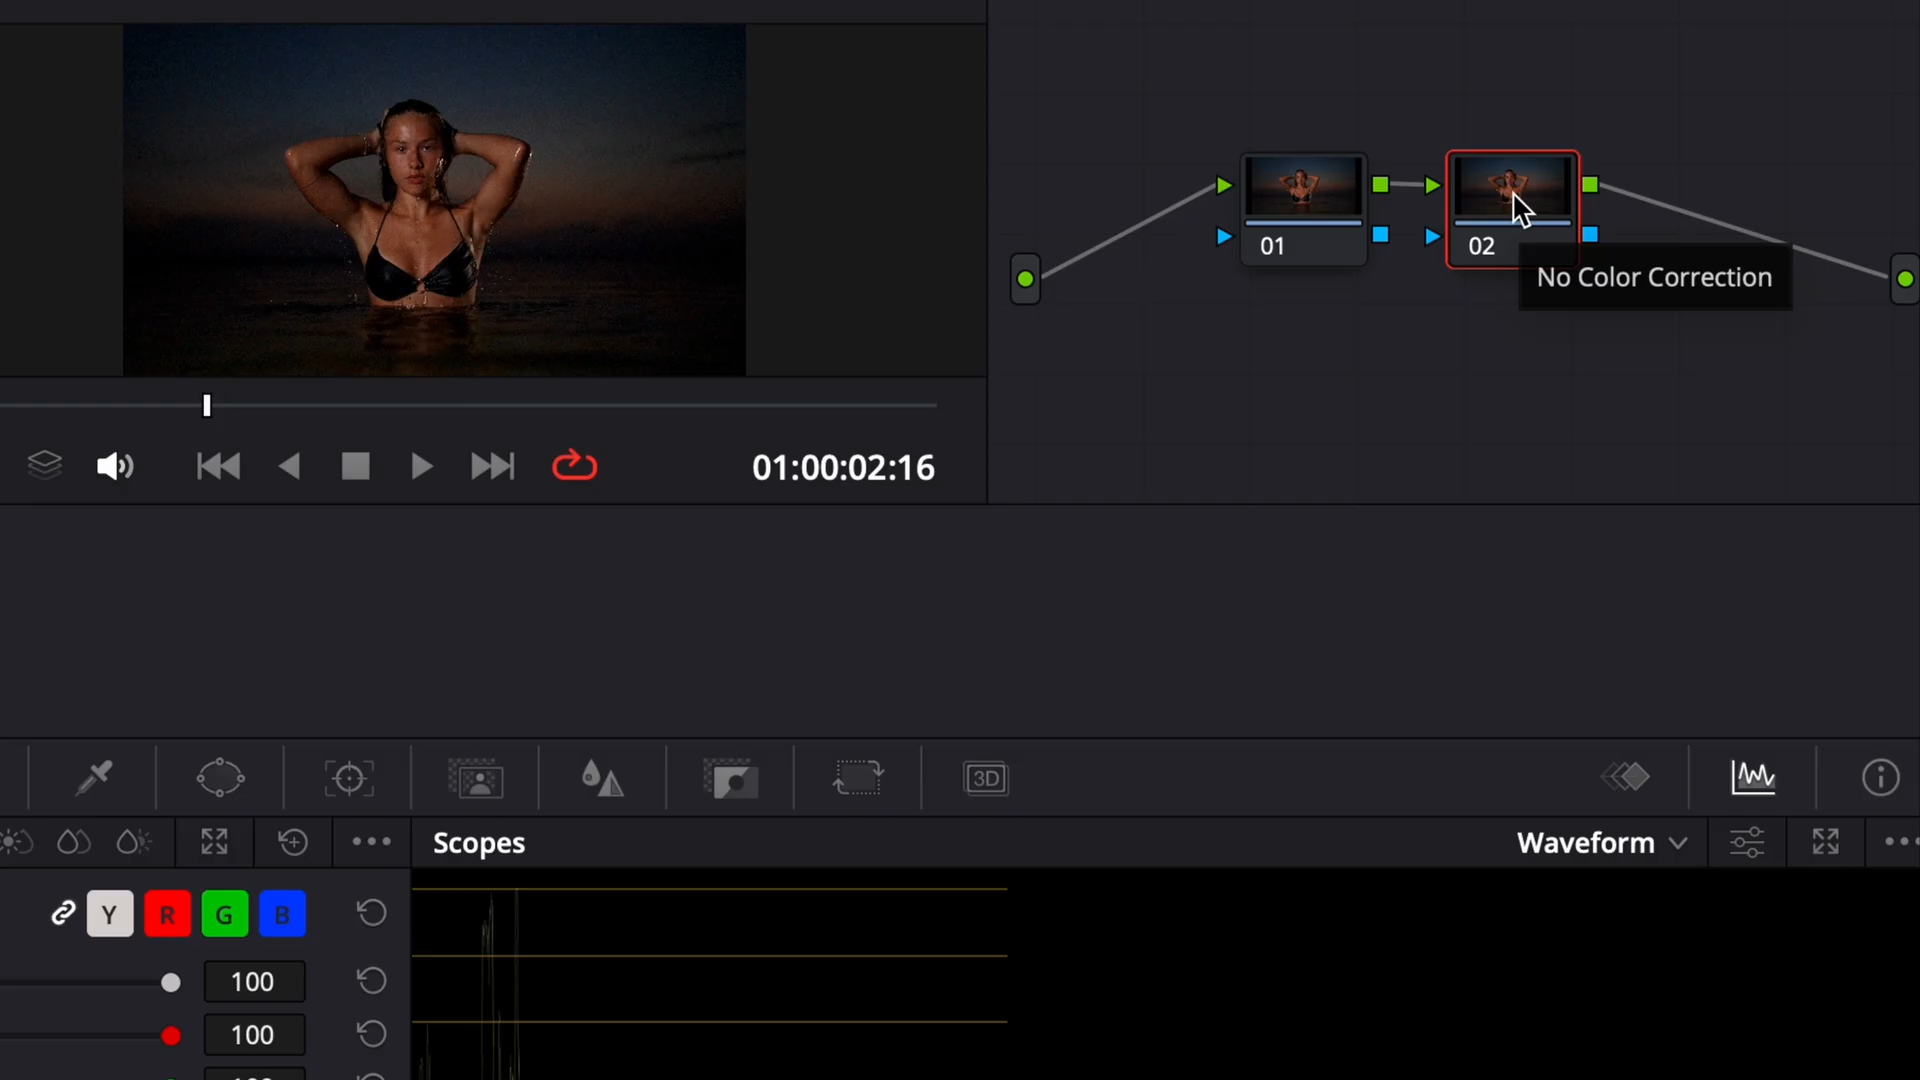 01
02
No Color Correction
01:00:02:16
3D
Scopes
Waveform
Y R G B
100
100